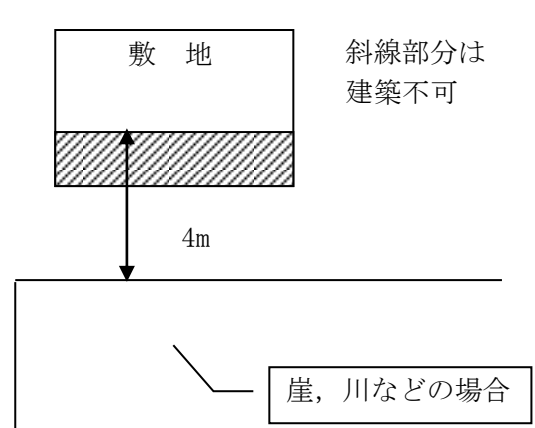 敷　地
斜線部分は
建築不可
4m
崖，川などの場合